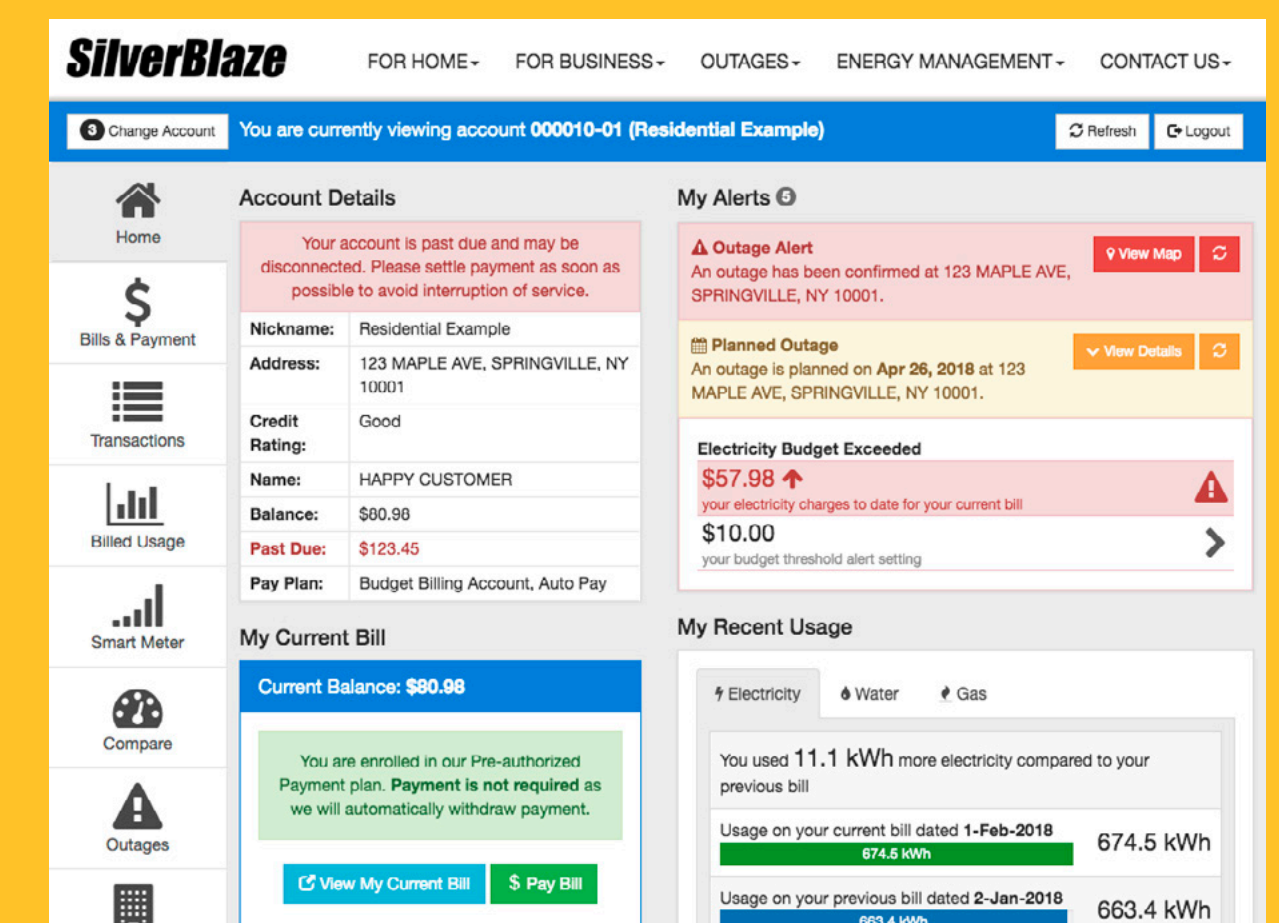 SilverBlaze
FOR HOME
FOR BUSINESS
OUTAGES
ENERGY MANAGEMENT
CONTACT US
3 Change Account
You are currently viewing account 000010-01 (Residential Example)
Refresh
Logout
Home
Bills & Payment
Transactions
Billed Usage
Smart Meter
Compare
Outages
Account Details
Your account is past due and may be
disconnected. Please settle payment as soon as
possible to avoid interruption of service.
Nickname: Residential Example
Address: 123 MAPLE AVE, SPRINGVILLE, NY
10001
Credit Good
Rating:
Name: HAPPY CUSTOMER
Balance: $80.98
Past Due: $123.45
Pay Plan: Budget Billing Account, Auto Pay
My Current Bill
Current Balance: $80.98
You are enrolled in our Pre-authorized
Payment plan. Payment is not required as
we will automatically withdraw payment.
View My Current Bill
$ Pay Bill
My Alerts 5
Outage Alert
An outage has been confirmed at 123 MAPLE AVE,
SPRINGVILLE, NY 10001.
View Map
Planned Outage
An outage is planned on Apr 26, 2018 at 123
MAPLE AVE, SPRINGVILLE, NY 10001.
View Details
Electricity Budget Exceeded
$57.98
your electricity charges to date for your current bill
$10.00
your budget threshold alert setting
My Recent Usage
Electricity
Water
Gas
You used 11.1 kWh more electricity compared to your
previous bill
Usage on your current bill dated 1-Feb-2018
674.5 kWh
674.5 kWh
Usage on your previous bill dated 2-Jan-2018
663.4 kWh
663.4 kWh